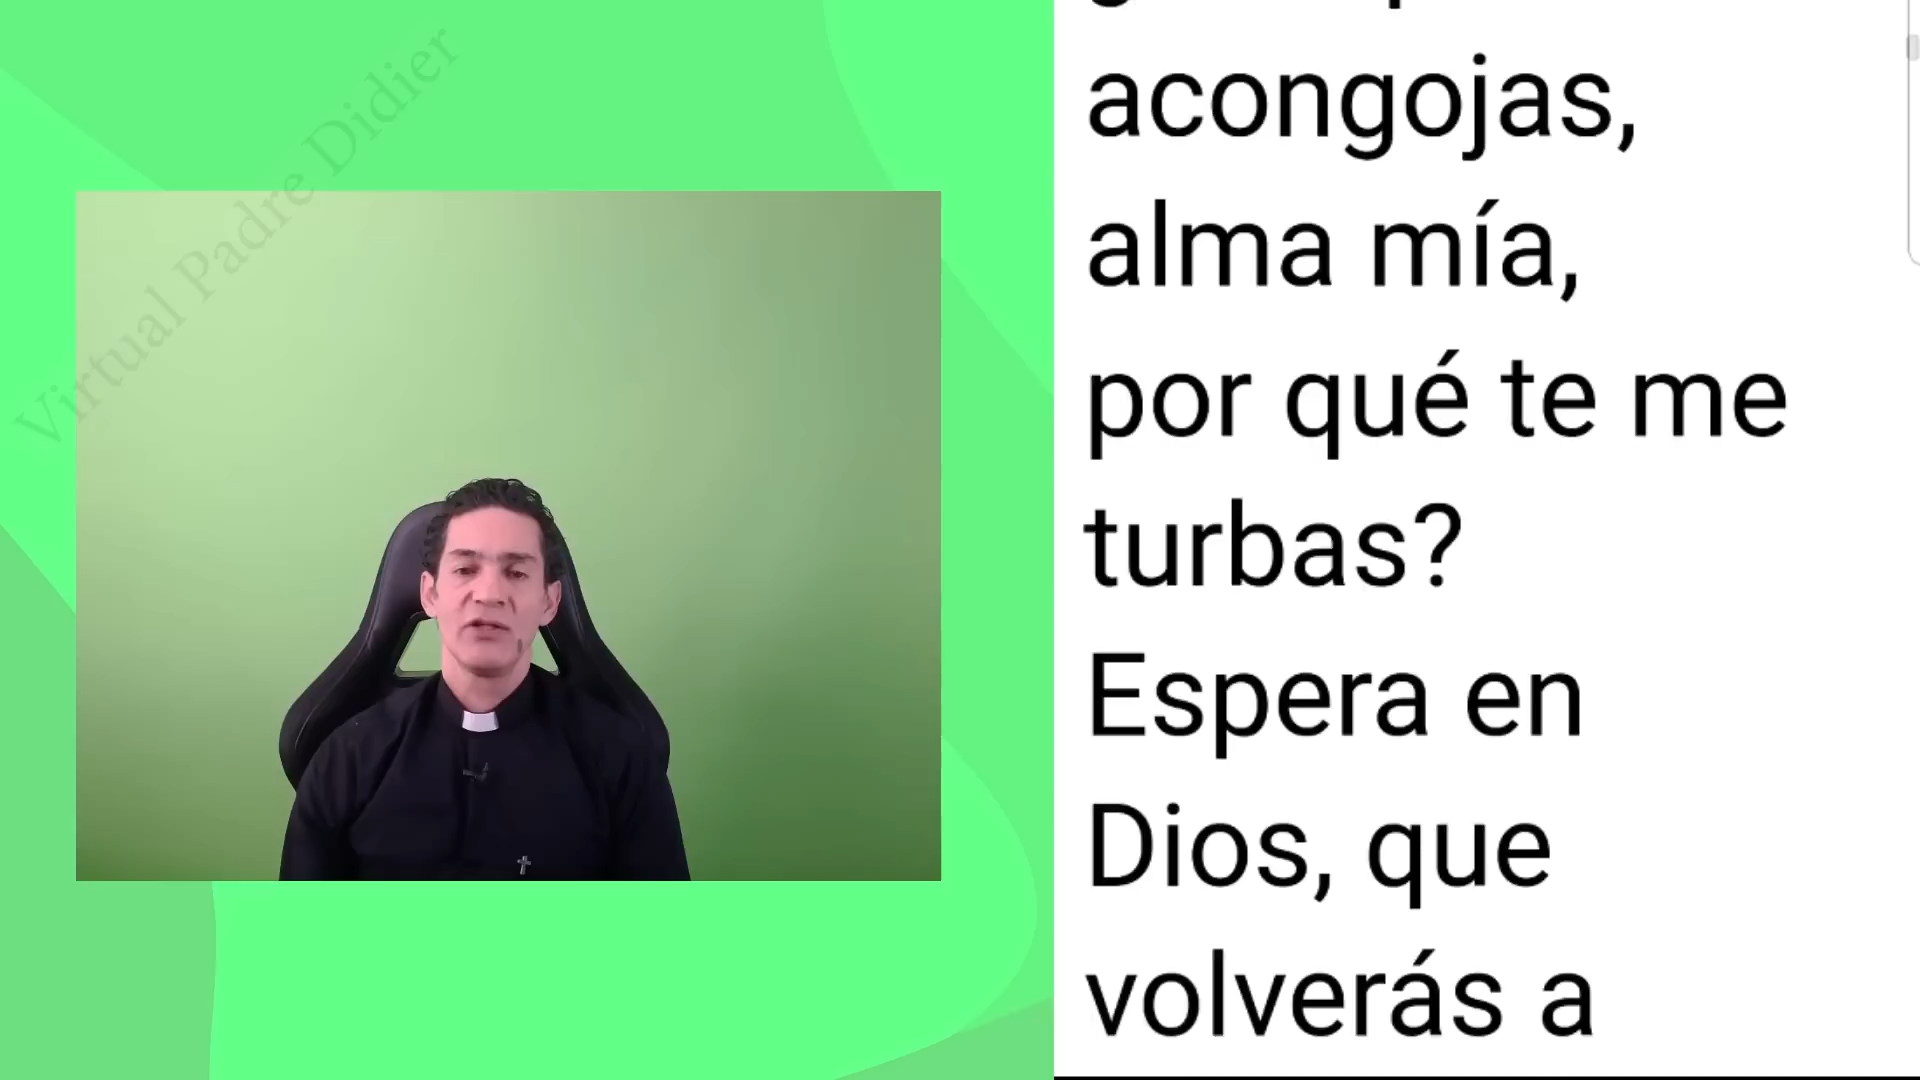 Virtual Padre Didier
acongojas,
alma mía,
por qué te me
turbas?
Espera en
Dios, que
volverás a